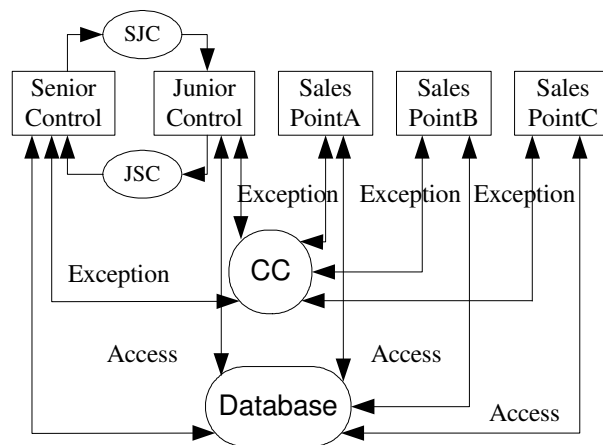 SJC
Senior
Control
Junior
Control
Sales
PointA
Sales
PointB
Sales
PointC
JSC
Exception
Exception
Exception
CC
Exception
Access
Access
Database
Access